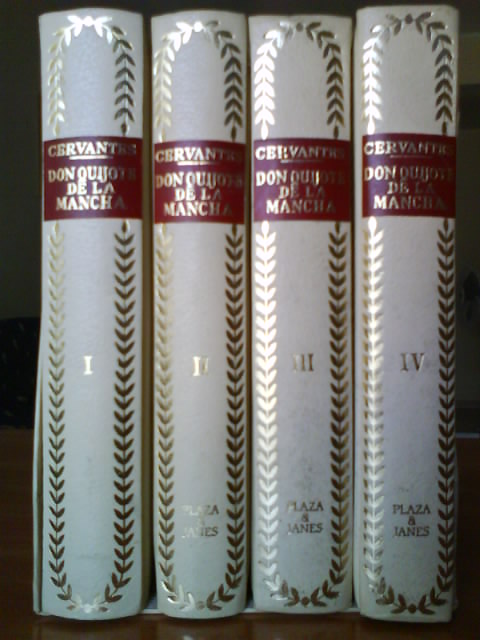 CERVANTES
DON QUIJOTE
DE LA
MANCHA
I
CERVANTES
DON QUIJOTE
DE LA
MANCHA
II
PLAZA
&
JANES
CERVANTES
DON QUIJOTE
DE LA
MANCHA
III
PLAZA
&
JANES
CERVANTES
DON QUIJOTE
DE LA
MANCHA
IV
PLAZA
&
JANES